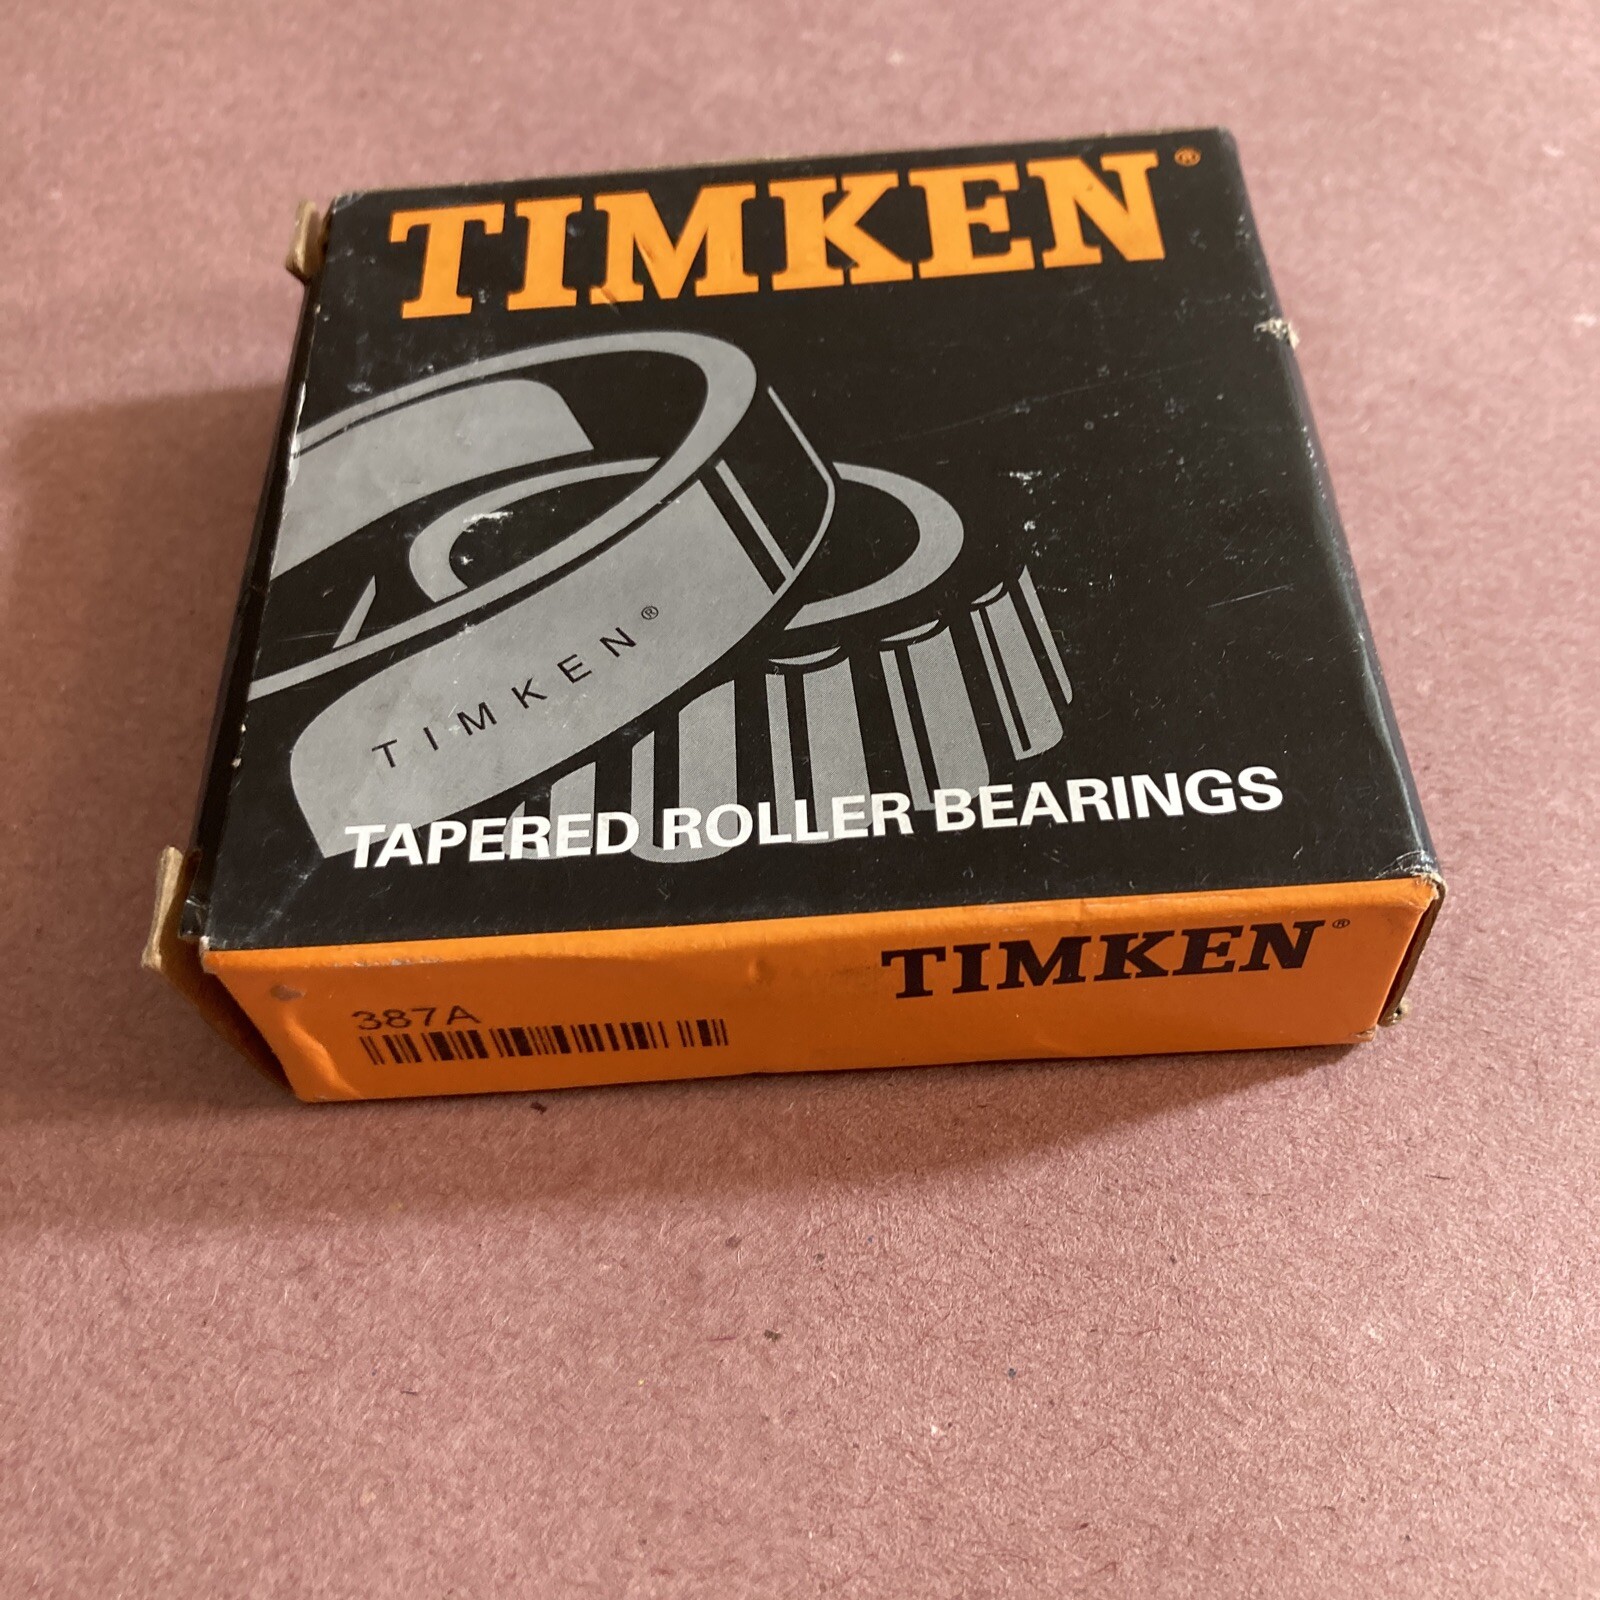 TIMKEN®
TIMKEN®
TAPERED ROLLER BEARINGS
TIMKEN®
387A